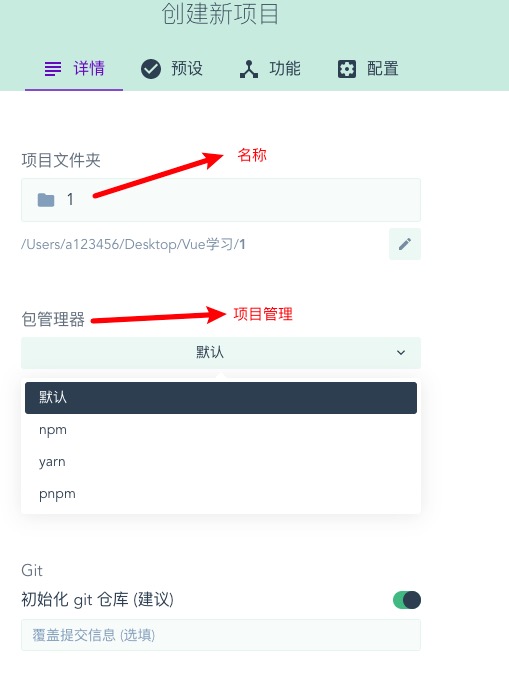 创建新项目
详情 预设 功能 配置
项目文件夹 名称
1
/Users/a123456/Desktop/Vue学习/1
包管理器 项目管理
默认
默认
npm
yarn
pnpm
Git
初始化 git 仓库 (建议)
覆盖提交信息 (选填)